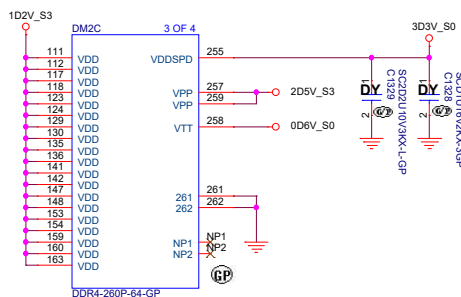 1D2V_S3
3D3V_S0
DM2C
3 OF 4
111 VDD
112 VDD
117 VDD
118 VDD
123 VDD
124 VDD
129 VDD
130 VDD
135 VDD
136 VDD
141 VDD
142 VDD
147 VDD
148 VDD
153 VDD
154 VDD
159 VDD
160 VDD
163 VDD
VDDSPD 255
VPP 257
VPP 259
2D5V_S3
VTT 258
0D6V_S0
261 261
262 262
NP1 NP1
NP2 NP2
GP
DDR4-260P-64-GP
1
DY
2
C1329
SC2D2U10V3KX-L-GP
GP
1
DY
2
C1328
GP